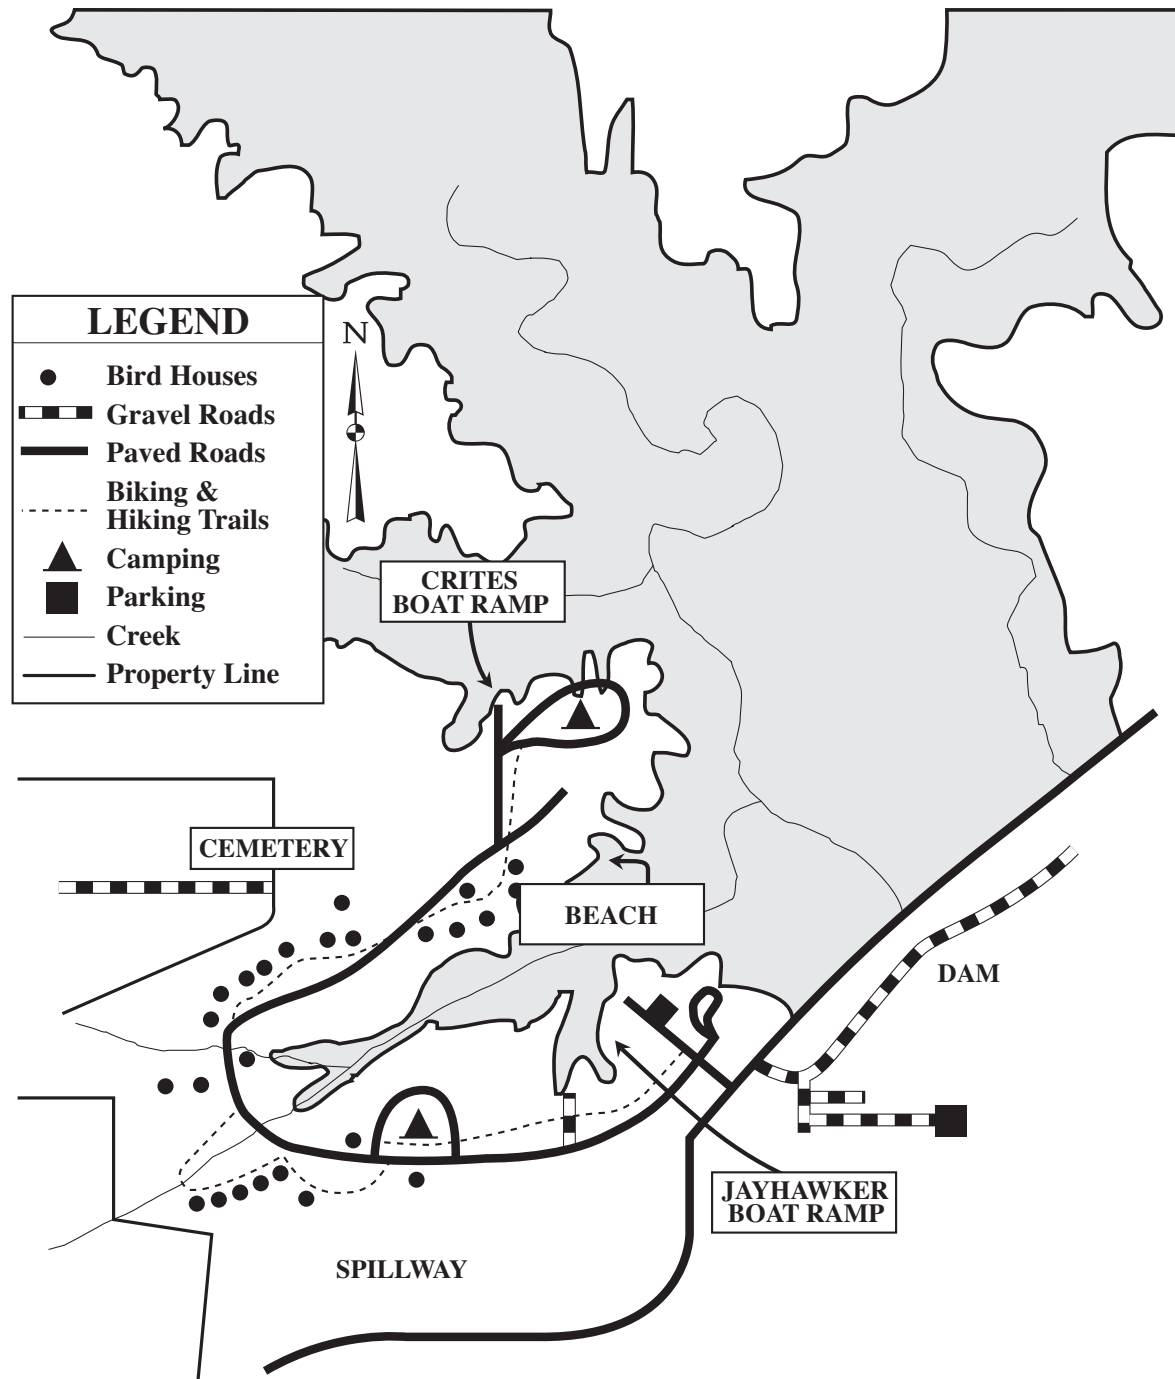 LEGEND
Bird Houses
Gravel Roads
Paved Roads
Biking &
Hiking Trails
Camping
Parking
Creek
Property Line
N
CRITES
BOAT RAMP
CEMETERY
BEACH
DAM
JAYHAWKER
BOAT RAMP
SPILLWAY